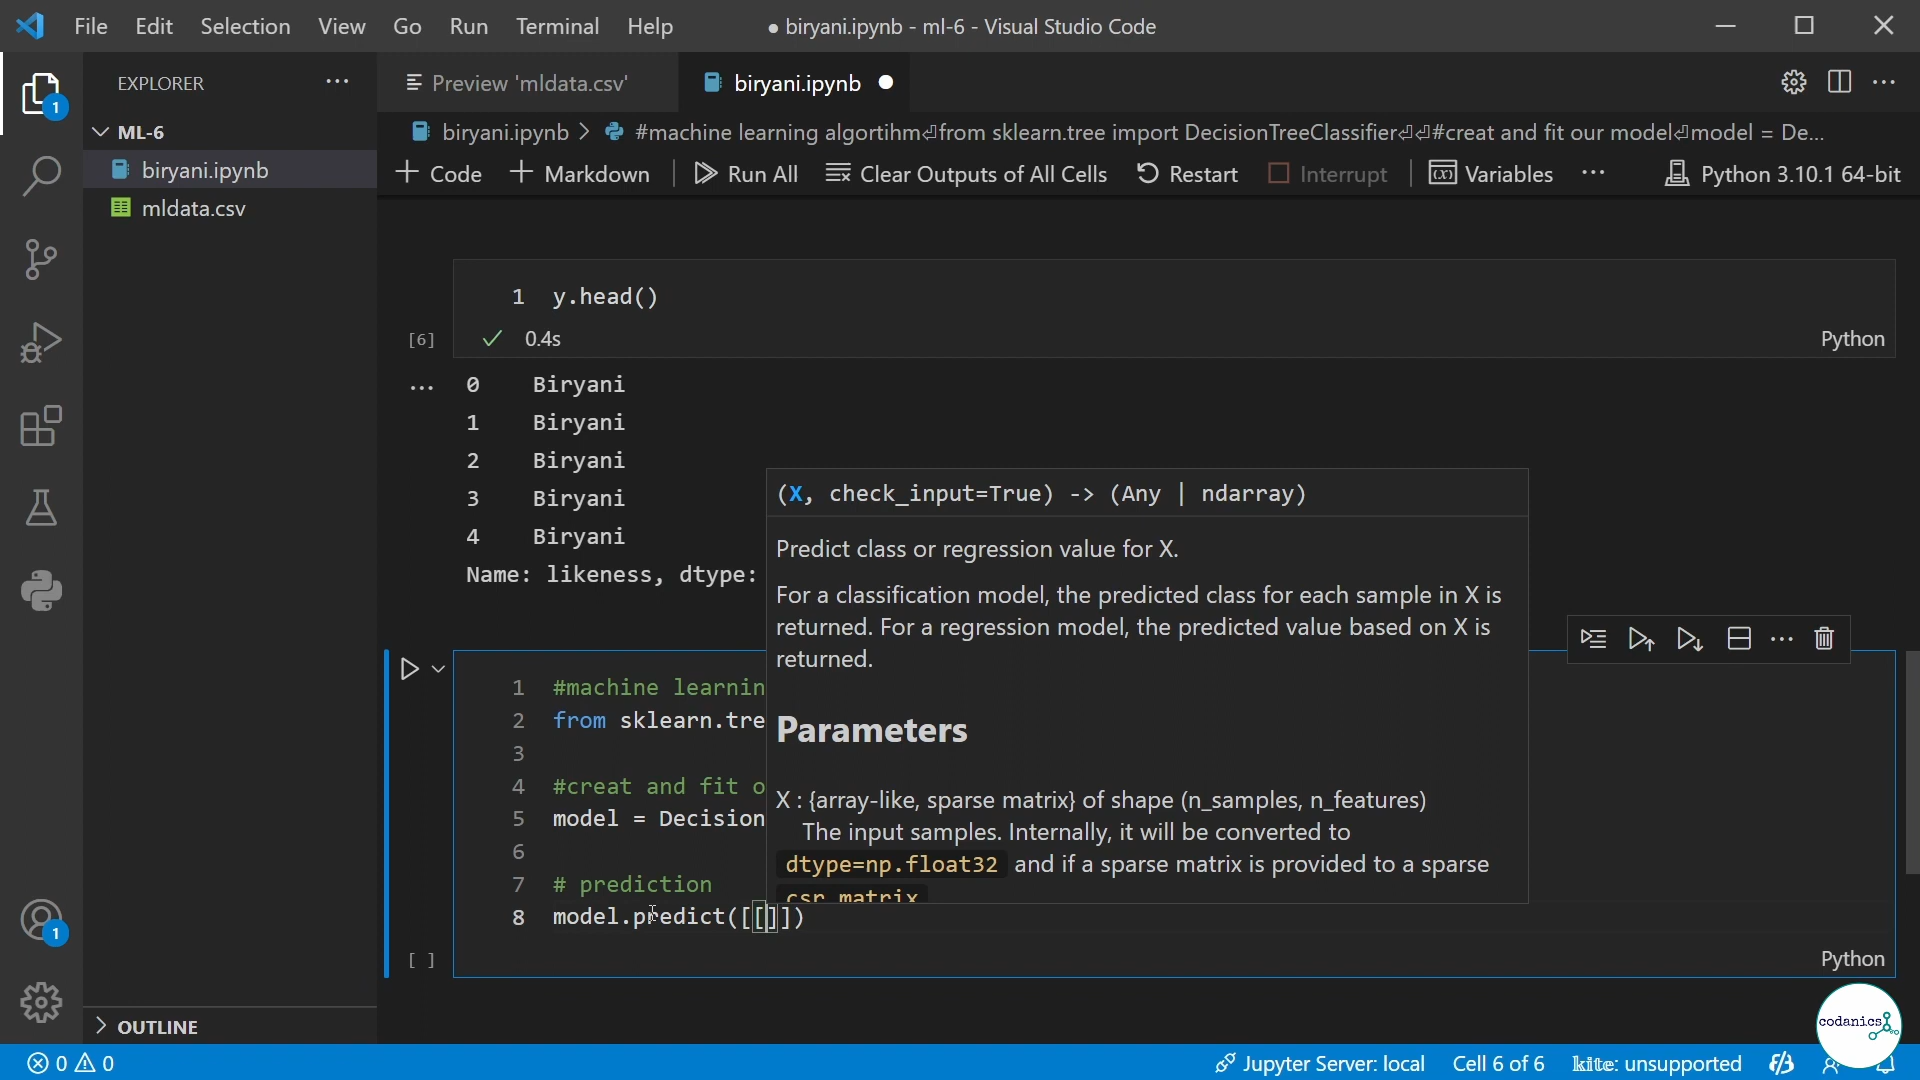 File Edit Selection View Go Run Terminal Help
● biryani.ipynb - ml-6 - Visual Studio Code
EXPLORER
Preview 'mldata.csv'
biryani.ipynb
ML-6
biryani.ipynb
mldata.csv
biryani.ipynb > #machine learning algortihm⏎from sklearn.tree import DecisionTreeClassifier⏎⏎#creat and fit our model⏎model = De...
+ Code + Markdown Run All Clear Outputs of All Cells Restart Interrupt Variables ... Python 3.10.1 64-bit
1 y.head()
[6] 0.4s Python
... 0 Biryani
1 Biryani
2 Biryani
3 Biryani
4 Biryani
Name: likeness, dtype:
(X, check_input=True) -> (Any | ndarray)
Predict class or regression value for X.
For a classification model, the predicted class for each sample in X is
returned. For a regression model, the predicted value based on X is
returned.
Parameters
X : {array-like, sparse matrix} of shape (n_samples, n_features)
The input samples. Internally, it will be converted to
dtype=np.float32 and if a sparse matrix is provided to a sparse
csr_matrix
1 #machine learnin
2 from sklearn.tre
3
4 #creat and fit o
5 model = Decision
6
7 # prediction
8 model.predict([[]])
[ ] Python
OUTLINE
codanics
1
1
0 0
Jupyter Server: local Cell 6 of 6 kite: unsupported